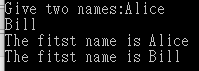 Give two names:Alice
Bill
The fitst name is Alice
The fitst name is Bill